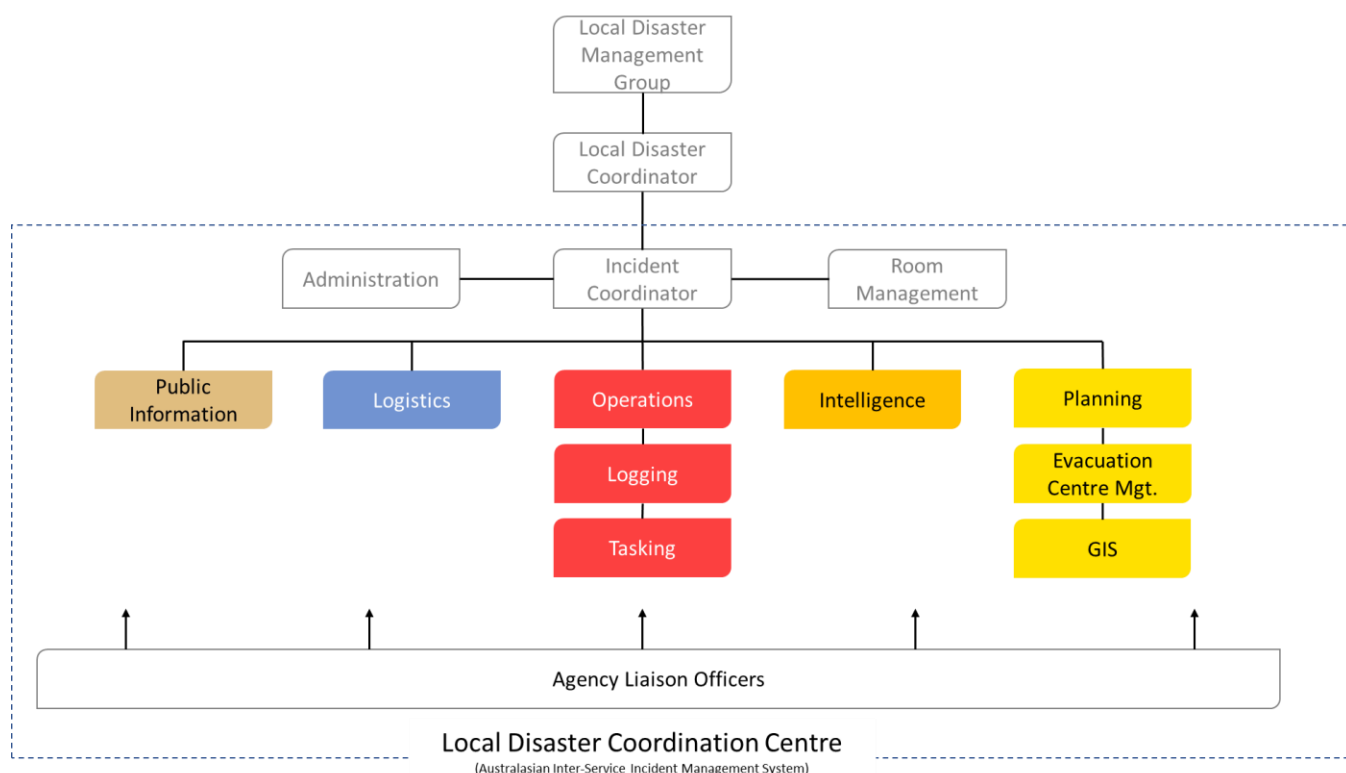 Local Disaster
Management
Group
Local Disaster
Coordinator
Administration
Incident
Coordinator
Room
Management
Public
Information
Logistics
Operations
Intelligence
Planning
Logging
Evacuation
Centre Mgt.
Tasking
GIS
Agency Liaison Officers
Local Disaster Coordination Centre
(Australasian Inter-Service Incident Management System)